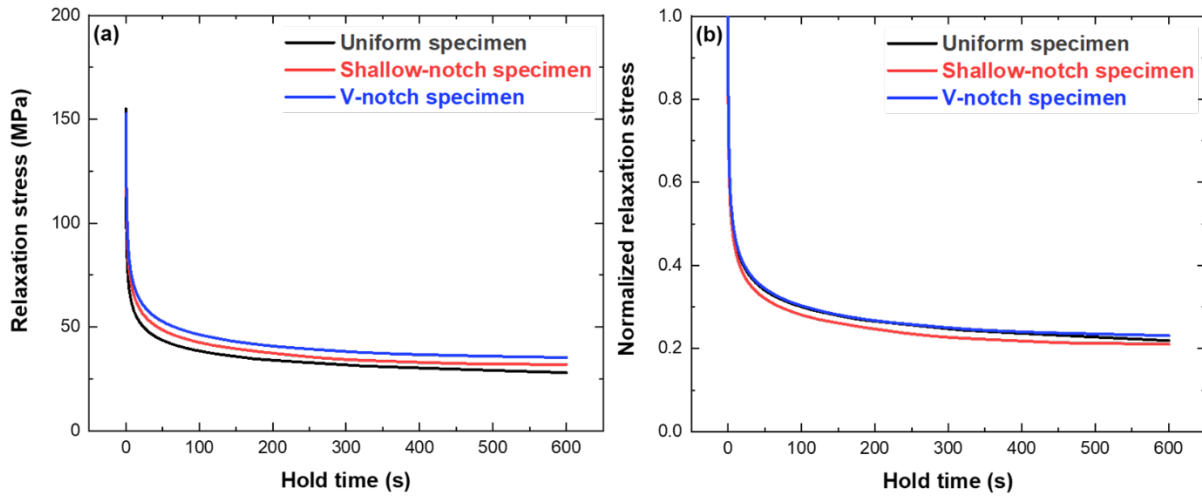 (a)
Uniform specimen
Shallow-notch specimen
V-notch specimen
Relaxation stress (MPa)
200
150
100
50
0
0 100 200 300 400 500 600
Hold time (s)
(b)
Uniform specimen
Shallow-notch specimen
V-notch specimen
Normalized relaxation stress
1.0
0.8
0.6
0.4
0.2
0.0
0 100 200 300 400 500 600
Hold time (s)